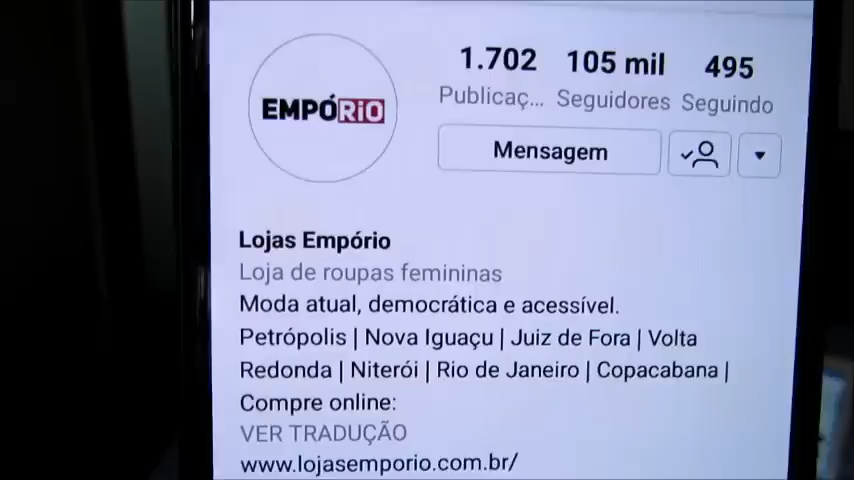 EMPÓRiO
1.702 105 mil 495
Publicaç... Seguidores Seguindo
Mensagem
Lojas Empório
Loja de roupas femininas
Moda atual, democrática e acessível.
Petrópolis | Nova Iguaçu | Juiz de Fora | Volta
Redonda | Niterói | Rio de Janeiro | Copacabana |
Compre online:
VER TRADUÇÃO
www.lojasemporio.com.br/